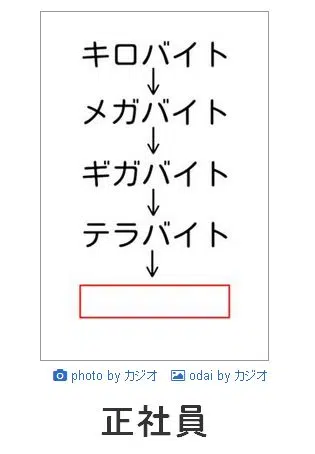 キロバイト
↓
メガバイト
↓
ギガバイト
↓
テラバイト
↓
photo by カジオ odai by カジオ
正社員